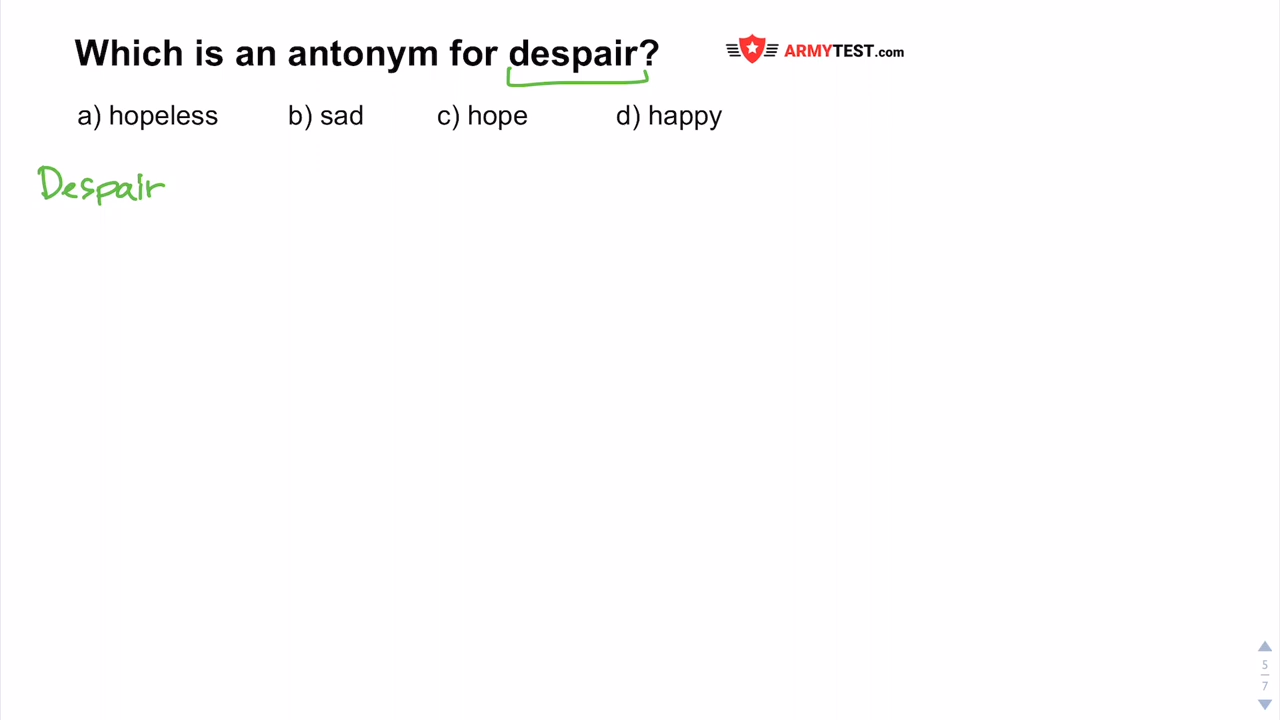 Which is an antonym for despair?
ARMYTEST.com
a) hopeless b) sad c) hope d) happy
Despair
5
7